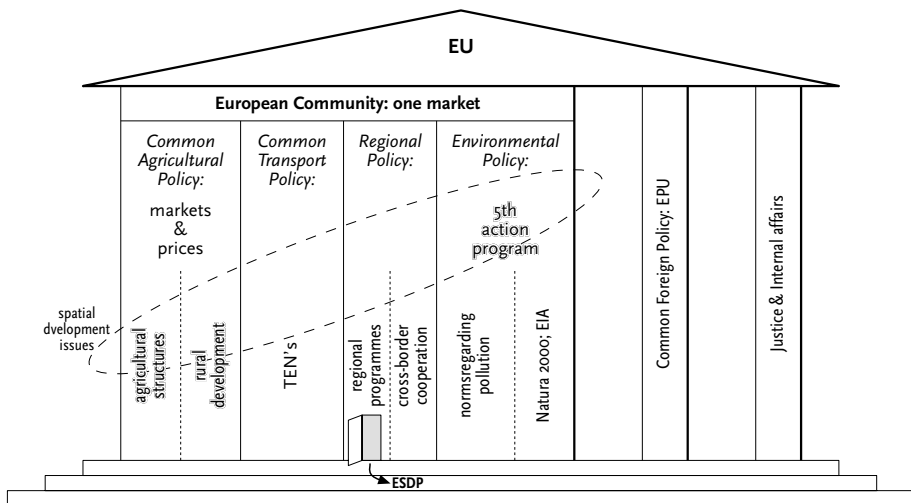 EU
European Community: one market
Common
Agricultural
Policy:
markets
&
prices
agricultural
structures
rural
development
Common
Transport
Policy:
TEN's
Regional
Policy:
regional
programmes
cross-border
cooperation
Environmental
Policy:
5th
action
program
normsregarding
pollution
Natura 2000; EIA
Common Foreign Policy: EPU
Justice & Internal affairs
spatial
dvelopment
issues
ESDP